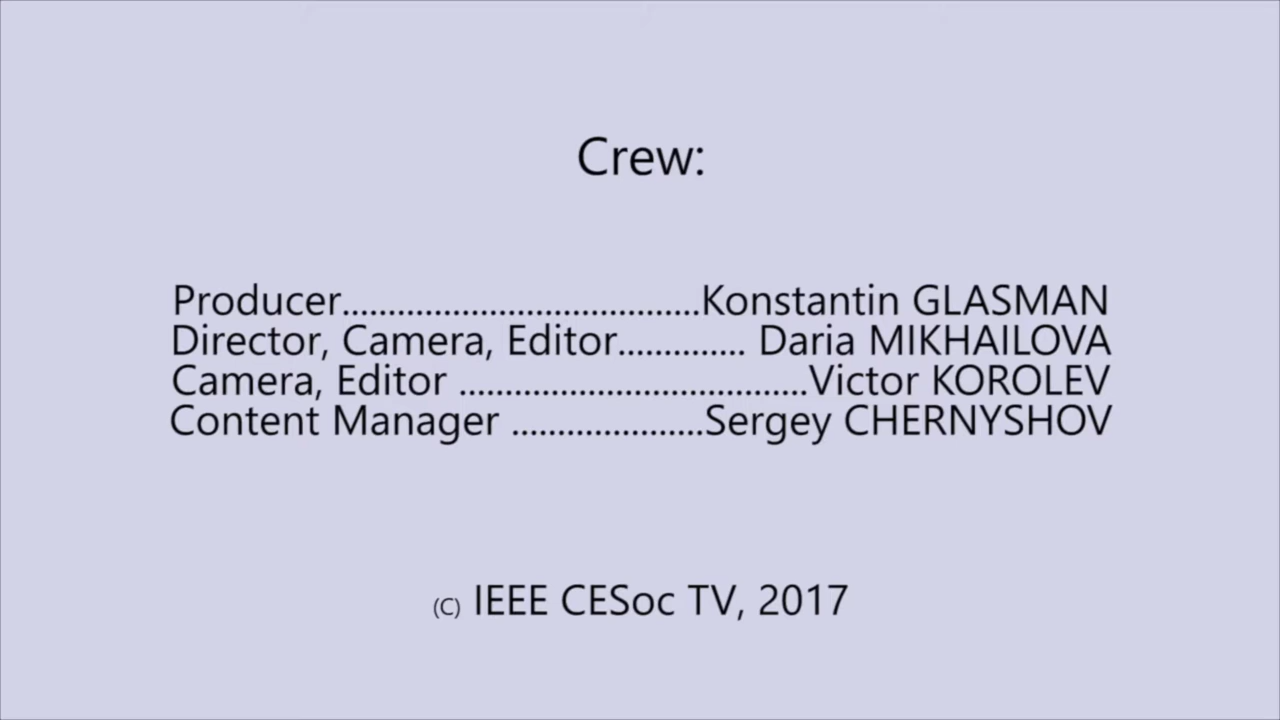 Crew:
Producer.......................................Konstantin GLASMAN
Director, Camera, Editor.............. Daria MIKHAILOVA
Camera, Editor ......................................Victor KOROLEV
Content Manager .....................Sergey CHERNYSHOV
(C) IEEE CESoc TV, 2017